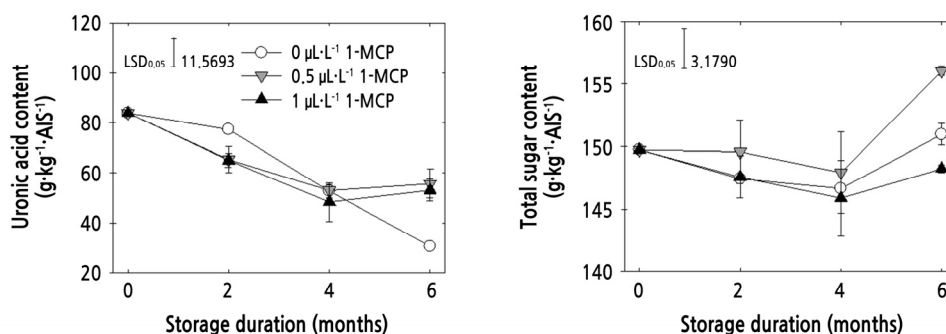 120
100
80
60
40
20
Uronic acid content
(g·kg⁻¹·AIS⁻¹)
LSD₀.₀₅ 11.5693
0 µL·L⁻¹ 1-MCP
0.5 µL·L⁻¹ 1-MCP
1 µL·L⁻¹ 1-MCP
0 2 4 6
Storage duration (months)
160
155
150
145
140
Total sugar content
(g·kg⁻¹·AIS⁻¹)
LSD₀.₀₅ 3.1790
0 2 4 6
Storage duration (months)